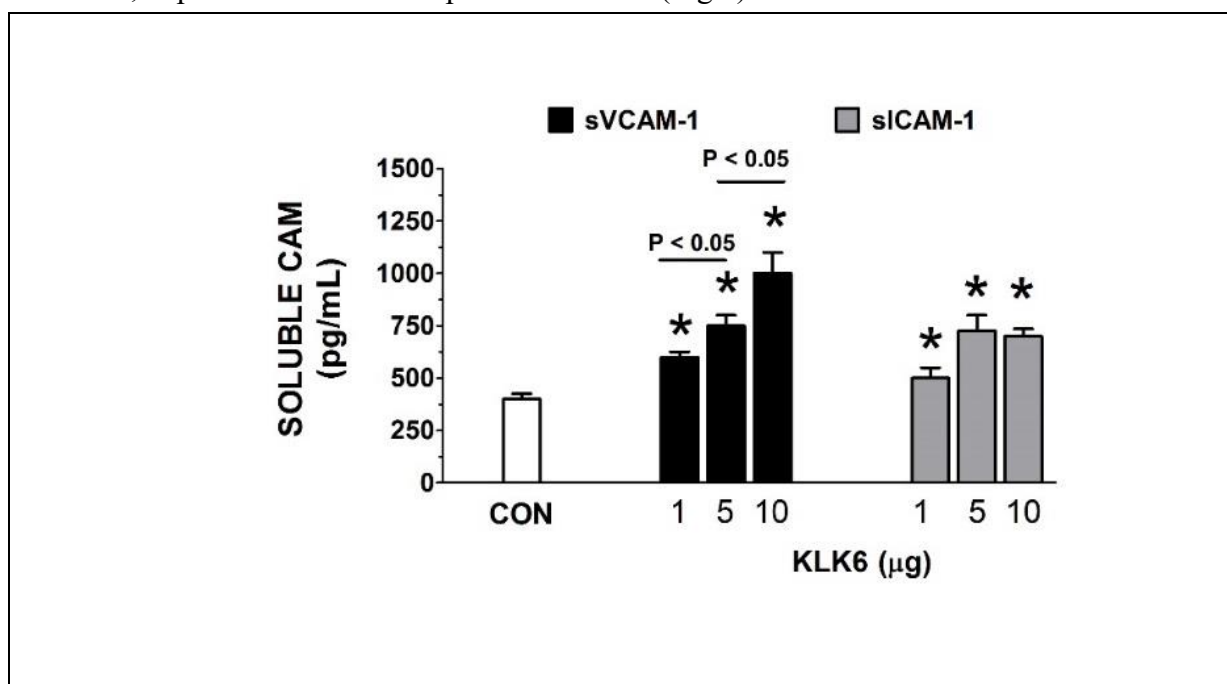 ■ sVCAM-1 ■ sICAM-1
P < 0.05
P < 0.05
SOLUBLE CAM
(pg/mL)
1500
1250
1000
750
500
250
0
* * *
* * *
CON
1 5 10
1 5 10
KLK6 (μg)